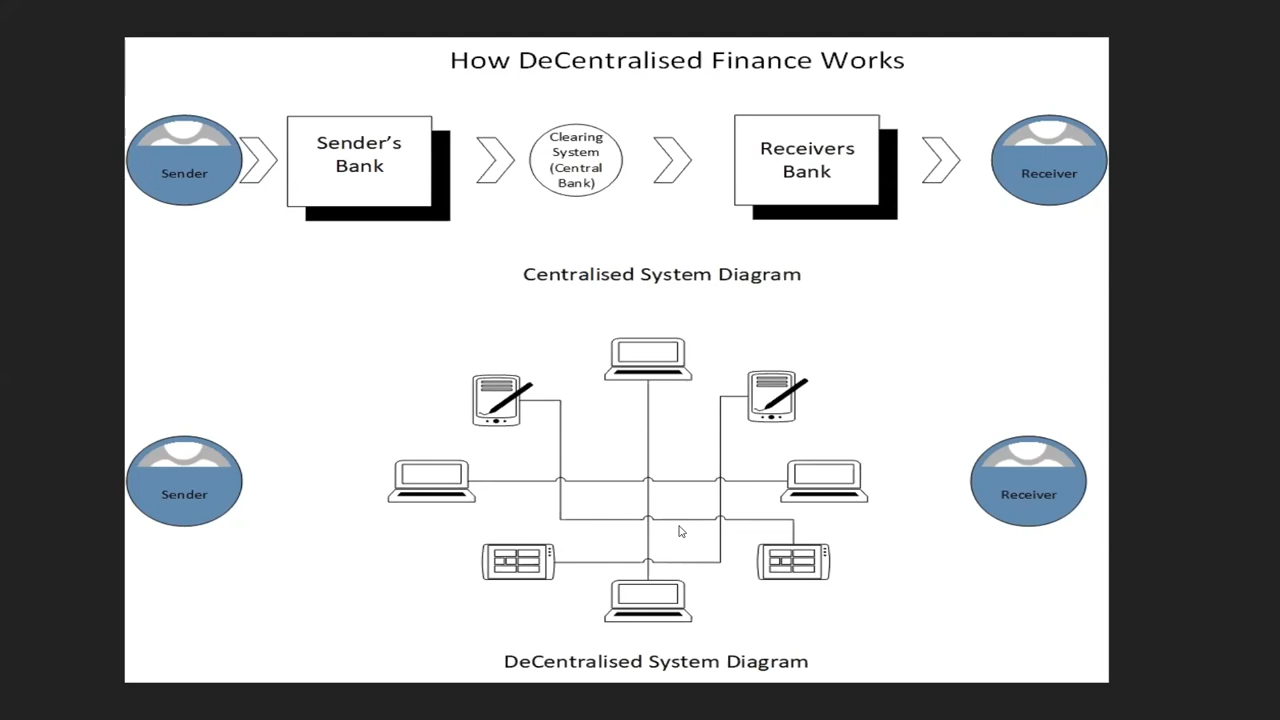 How DeCentralised Finance Works
Sender
Sender's
Bank
Clearing
System
(Central
Bank)
Receivers
Bank
Receiver
Centralised System Diagram
Sender
Receiver
DeCentralised System Diagram